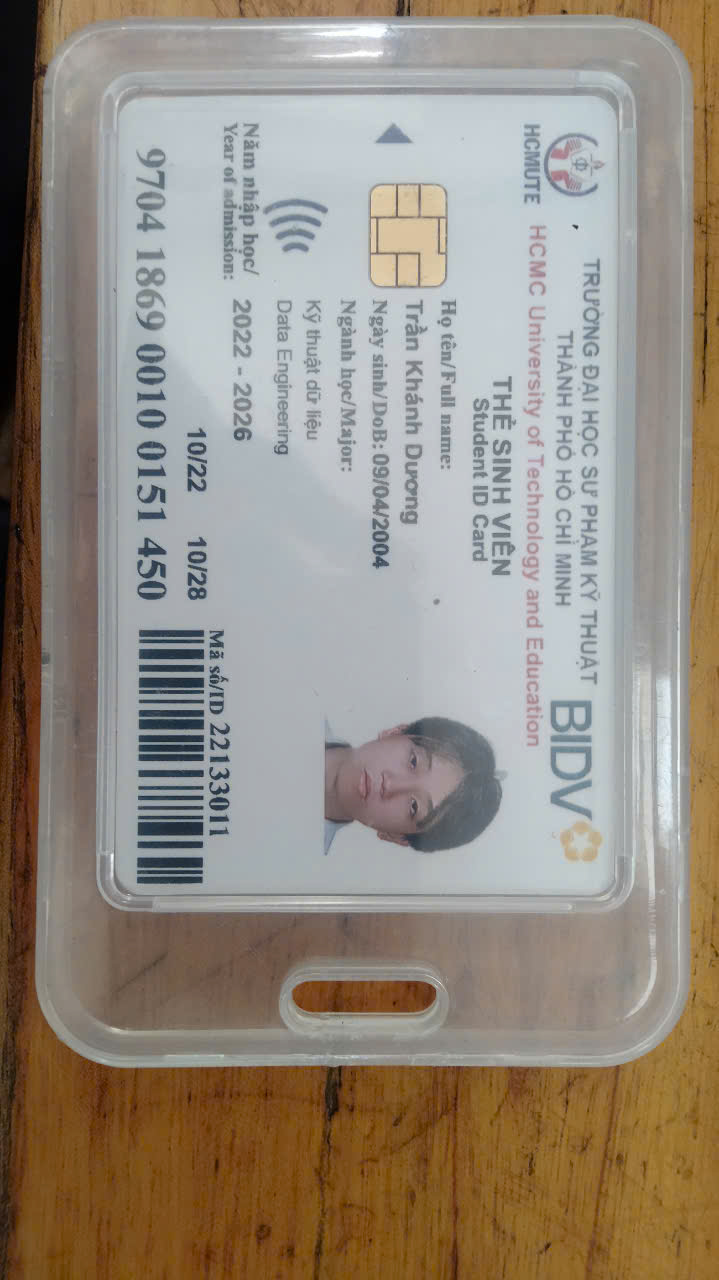 TRƯỜNG ĐẠI HỌC SƯ PHẠM KỸ THUẬT
THÀNH PHỐ HỒ CHÍ MINH
BIDV
HCMUTE
HCMC University of Technology and Education
THẺ SINH VIÊN
Student ID Card
Họ tên/Full name:
Trần Khánh Dương
Ngày sinh/DoB: 09/04/2004
Ngành học/Major:
Kỹ thuật dữ liệu
Data Engineering
Năm nhập học/
Year of admission:
2022 - 2026
Mã số/ID 22133011
10/22 10/28
9704 1869 0010 0151 450